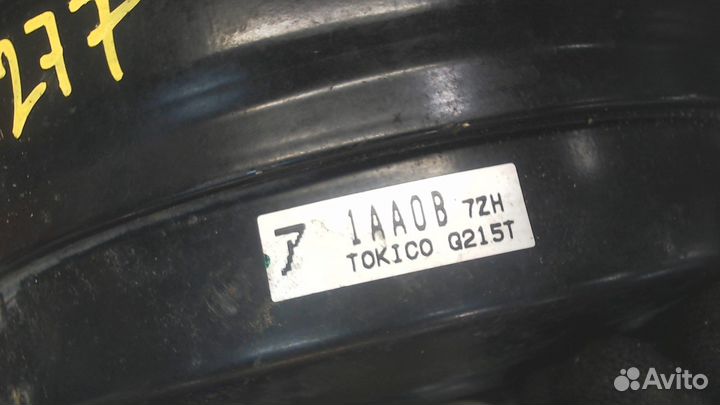 277
7 1AA0B 7ZH
TOKICO G215T
Avito